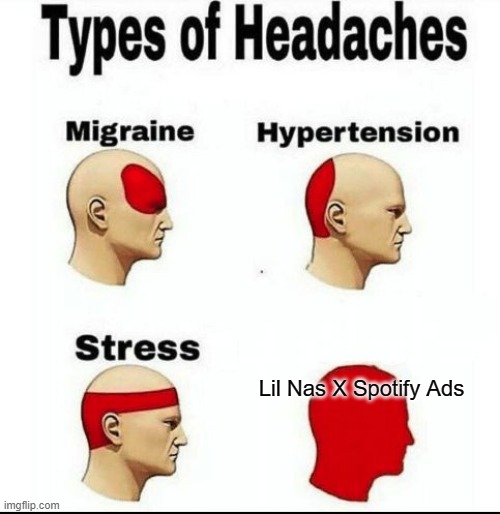 Types of Headaches
Migraine
Hypertension
Stress
Lil Nas X Spotify Ads
imgflip.com